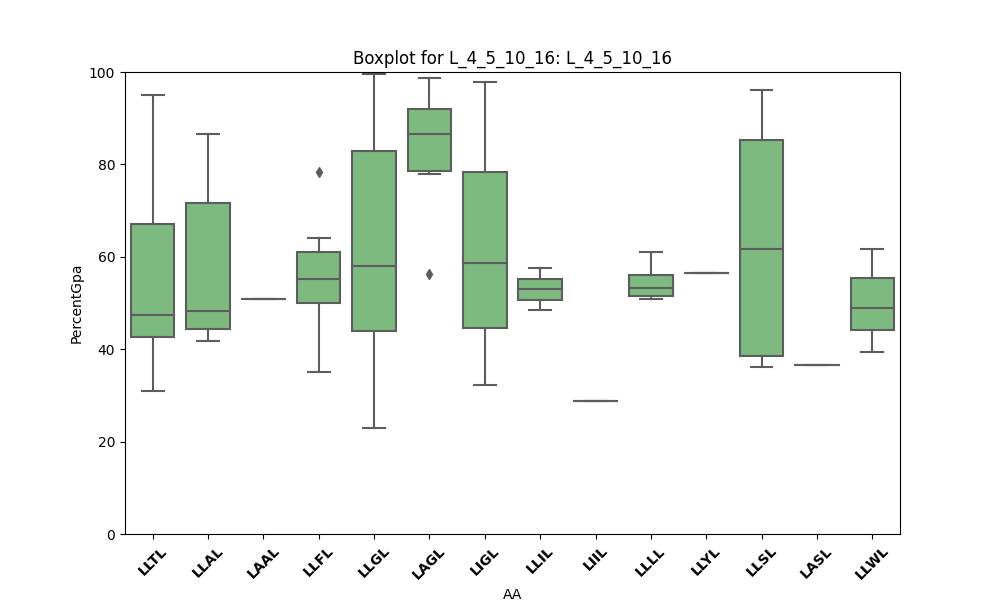 Boxplot for L_4_5_10_16: L_4_5_10_16
100
80
60
40
20
0
PercentGpa
LLTL LLAL LAAL LLFL LLGL LAGL LIGL LLIL LIIL LLLL LLYL LLSL LASL LLWL
AA